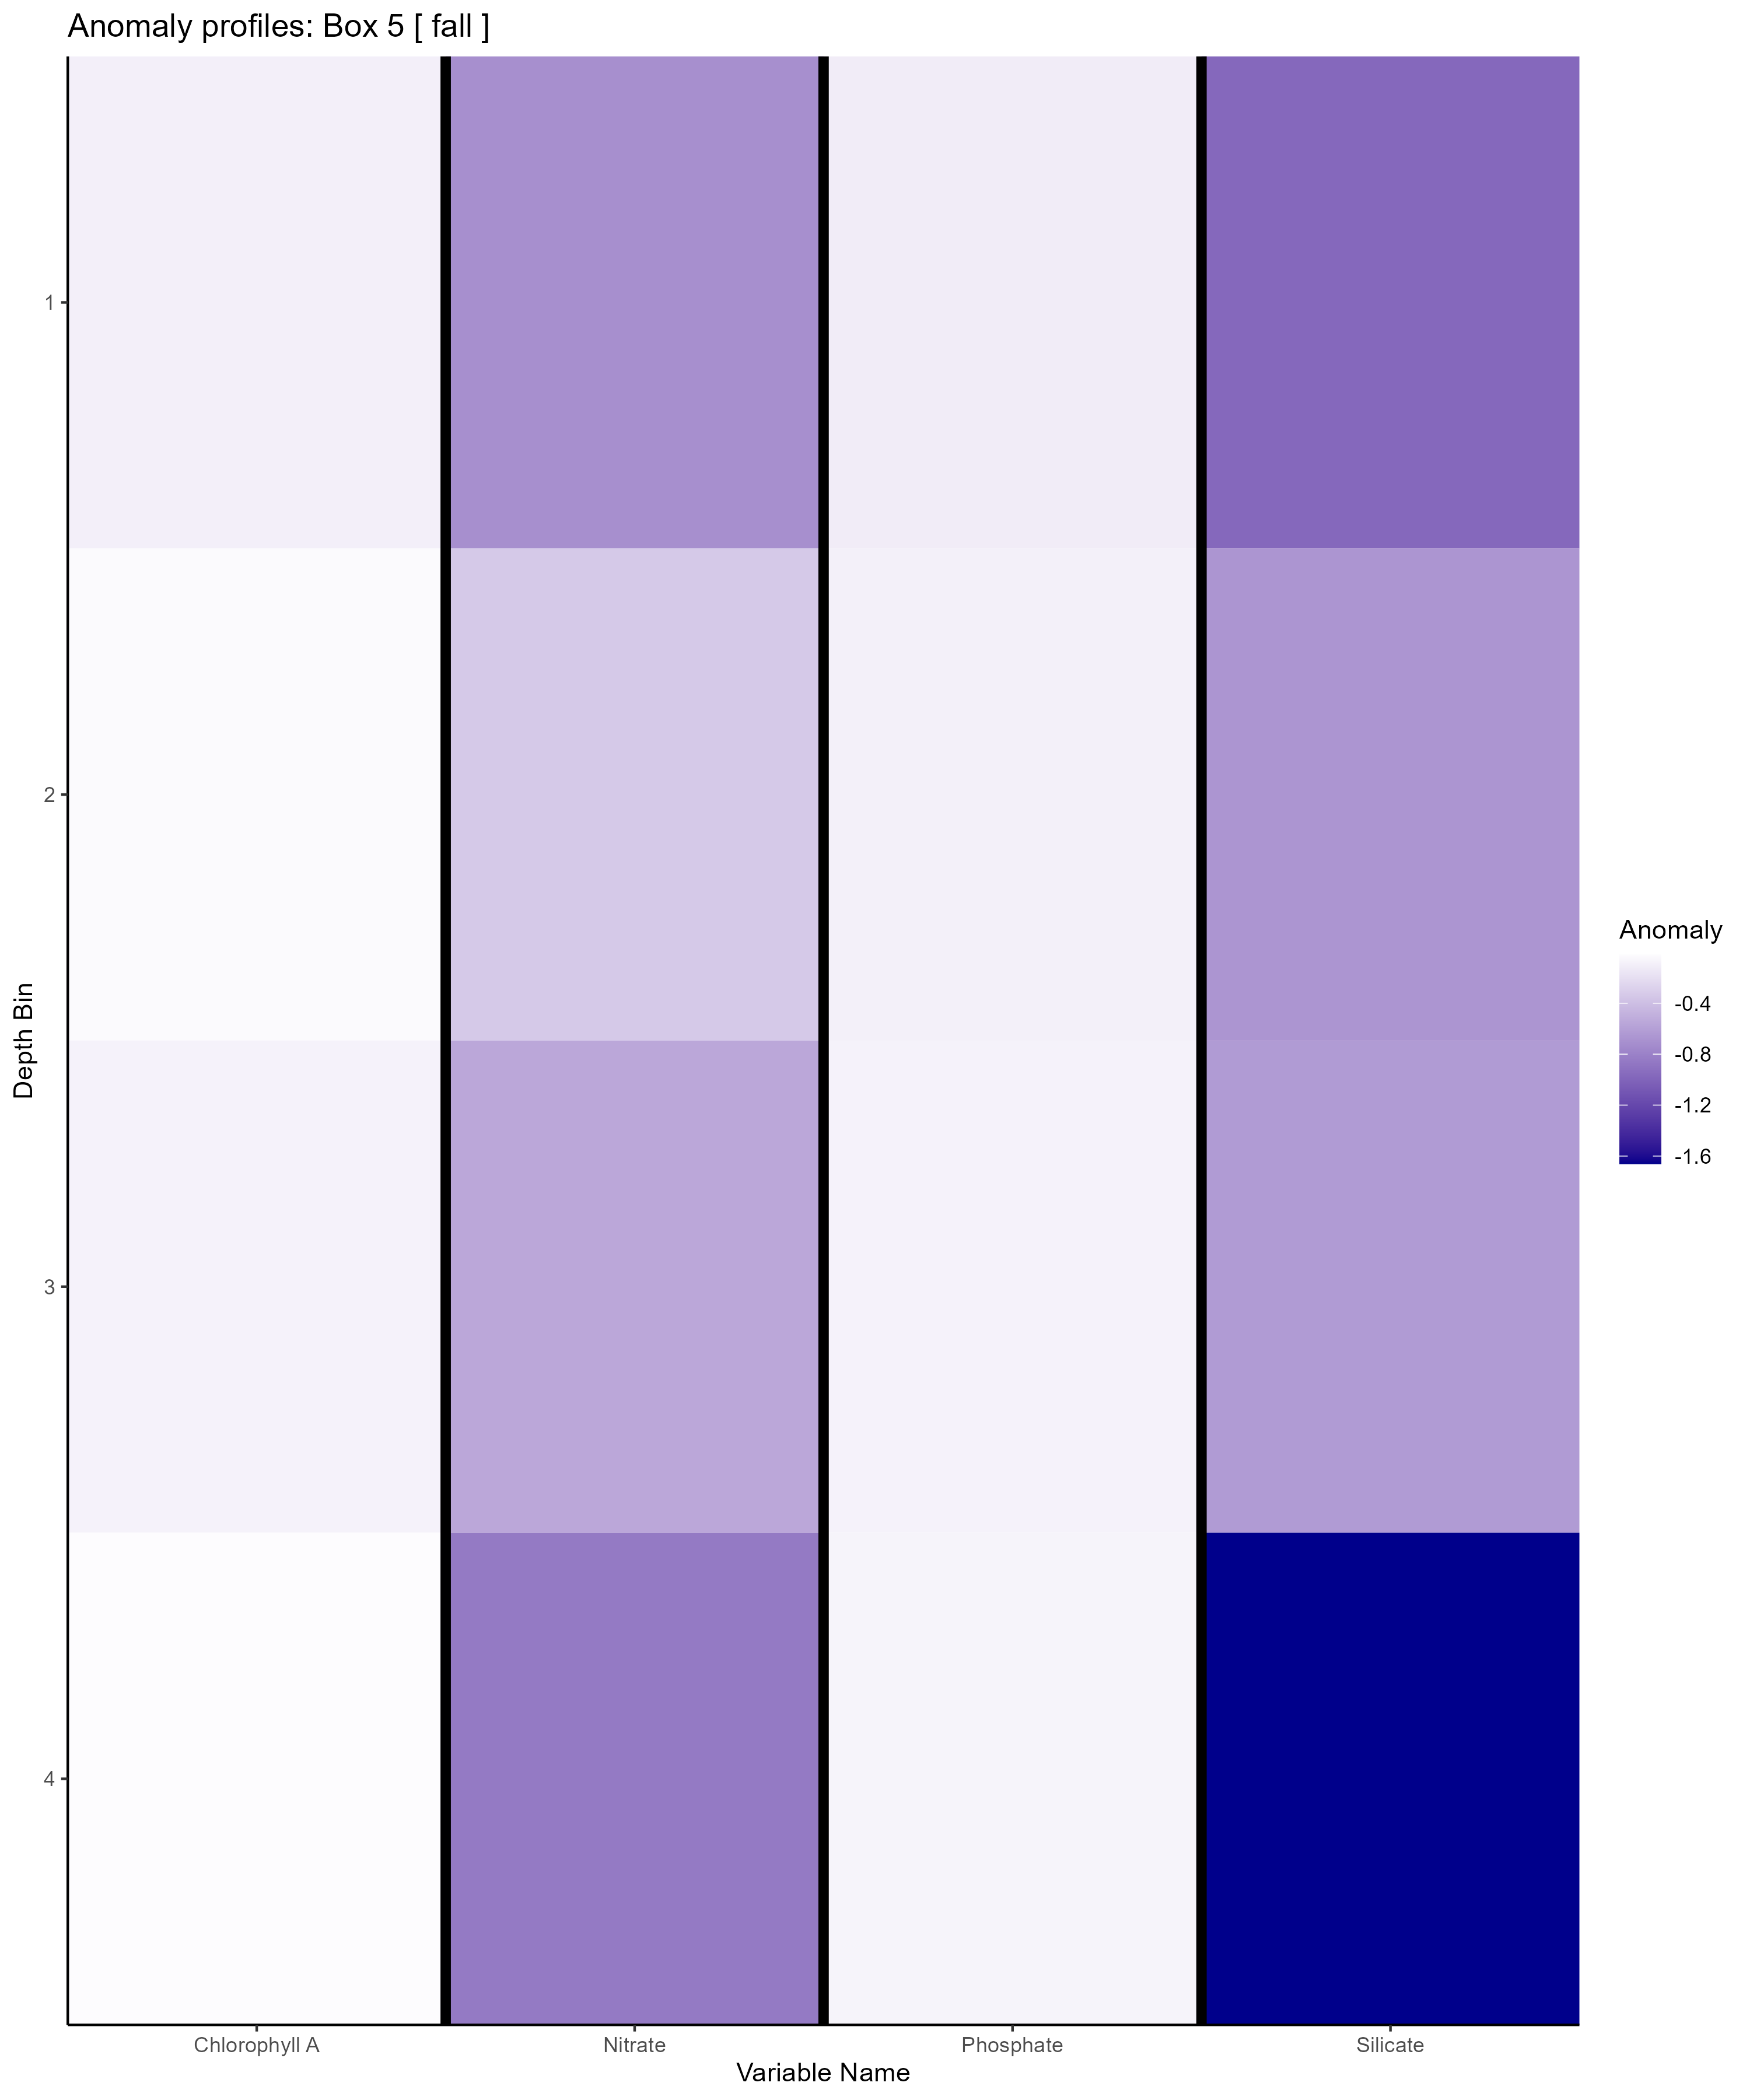 Anomaly profiles: Box 5 [ fall ]
Depth Bin
1
2
3
4
Chlorophyll A
Nitrate
Phosphate
Silicate
Variable Name
Anomaly
-0.4
-0.8
-1.2
-1.6